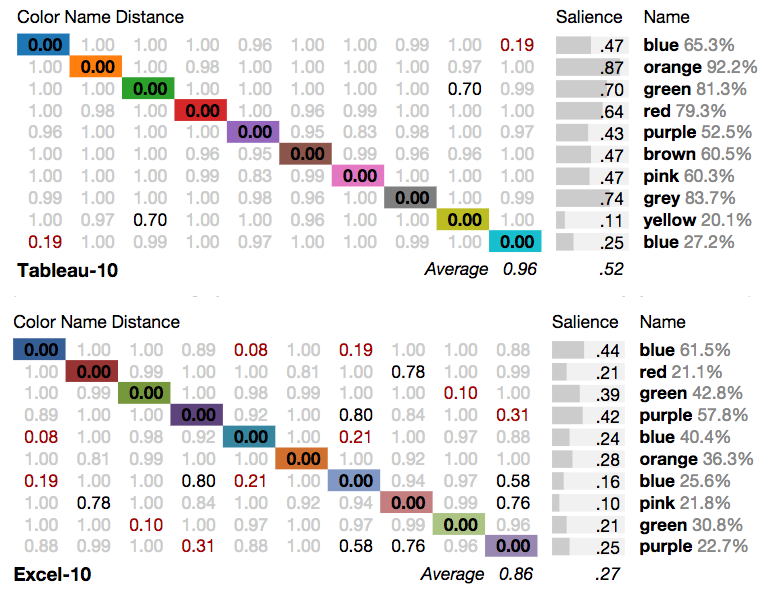 Color Name Distance Salience Name
0.00 1.00 1.00 1.00 0.96 1.00 1.00 0.99 1.00 0.19 .47 blue 65.3%
1.00 0.00 1.00 0.98 1.00 1.00 1.00 1.00 0.97 1.00 .87 orange 92.2%
1.00 1.00 0.00 1.00 1.00 1.00 1.00 1.00 0.70 0.99 .70 green 81.3%
1.00 0.98 1.00 0.00 1.00 0.96 0.99 1.00 1.00 1.00 .64 red 79.3%
0.96 1.00 1.00 1.00 0.00 0.95 0.83 0.98 1.00 0.97 .43 purple 52.5%
1.00 1.00 1.00 0.96 0.95 0.00 0.99 0.96 0.96 1.00 .47 brown 60.5%
1.00 1.00 1.00 0.99 0.83 0.99 0.00 1.00 1.00 1.00 .47 pink 60.3%
0.99 1.00 1.00 1.00 0.98 0.96 1.00 0.00 1.00 0.99 .74 grey 83.7%
1.00 0.97 0.70 1.00 1.00 0.96 1.00 1.00 0.00 1.00 .11 yellow 20.1%
0.19 1.00 0.99 1.00 0.97 1.00 1.00 0.99 1.00 0.00 .25 blue 27.2%
Tableau-10 Average 0.96 .52
Color Name Distance Salience Name
0.00 1.00 1.00 0.89 0.08 1.00 0.19 1.00 1.00 0.88 .44 blue 61.5%
1.00 0.00 1.00 1.00 1.00 0.81 1.00 0.78 1.00 0.99 .21 red 21.1%
1.00 1.00 0.00 1.00 0.98 0.99 1.00 1.00 0.10 1.00 .39 green 42.8%
0.89 1.00 1.00 0.00 0.92 1.00 0.80 0.84 1.00 0.31 .42 purple 57.8%
0.08 1.00 0.98 0.92 0.00 1.00 0.21 1.00 0.97 0.88 .24 blue 40.4%
1.00 0.81 0.99 1.00 1.00 0.00 1.00 0.92 1.00 1.00 .28 orange 36.3%
0.19 1.00 1.00 0.80 0.21 1.00 0.00 0.94 0.97 0.58 .16 blue 25.6%
1.00 0.78 1.00 0.84 1.00 0.92 0.94 0.00 0.99 0.76 .10 pink 21.8%
1.00 1.00 0.10 1.00 0.97 1.00 0.97 0.99 0.00 0.96 .21 green 30.8%
0.88 0.99 1.00 0.31 0.88 1.00 0.58 0.76 0.96 0.00 .25 purple 22.7%
Excel-10 Average 0.86 .27